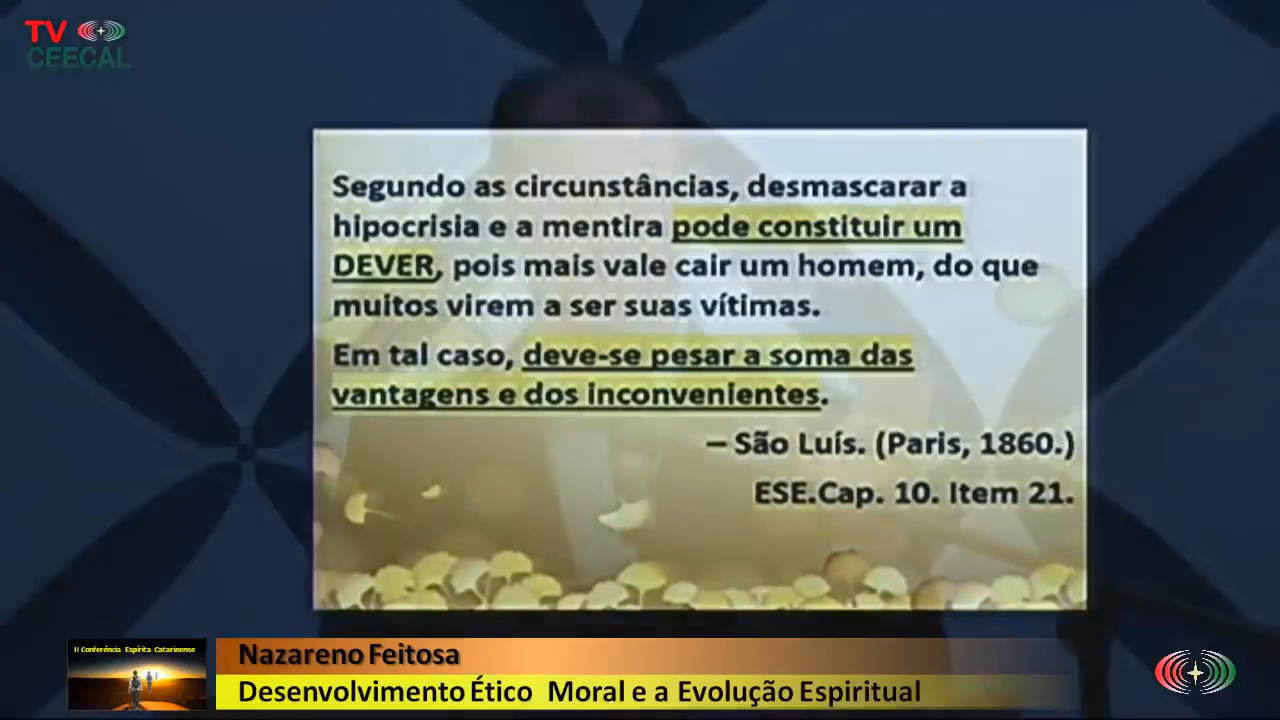 TV
CEECAL
Segundo as circunstâncias, desmascarar a
hipocrisia e a mentira pode constituir um
DEVER, pois mais vale cair um homem, do que
muitos virem a ser suas vítimas.
Em tal caso, deve-se pesar a soma das
vantagens e dos inconvenientes.
– São Luís. (Paris, 1860.)
ESE.Cap. 10. Item 21.
II Conferência Espírita Catarinense
Nazareno Feitosa
Desenvolvimento Ético Moral e a Evolução Espiritual